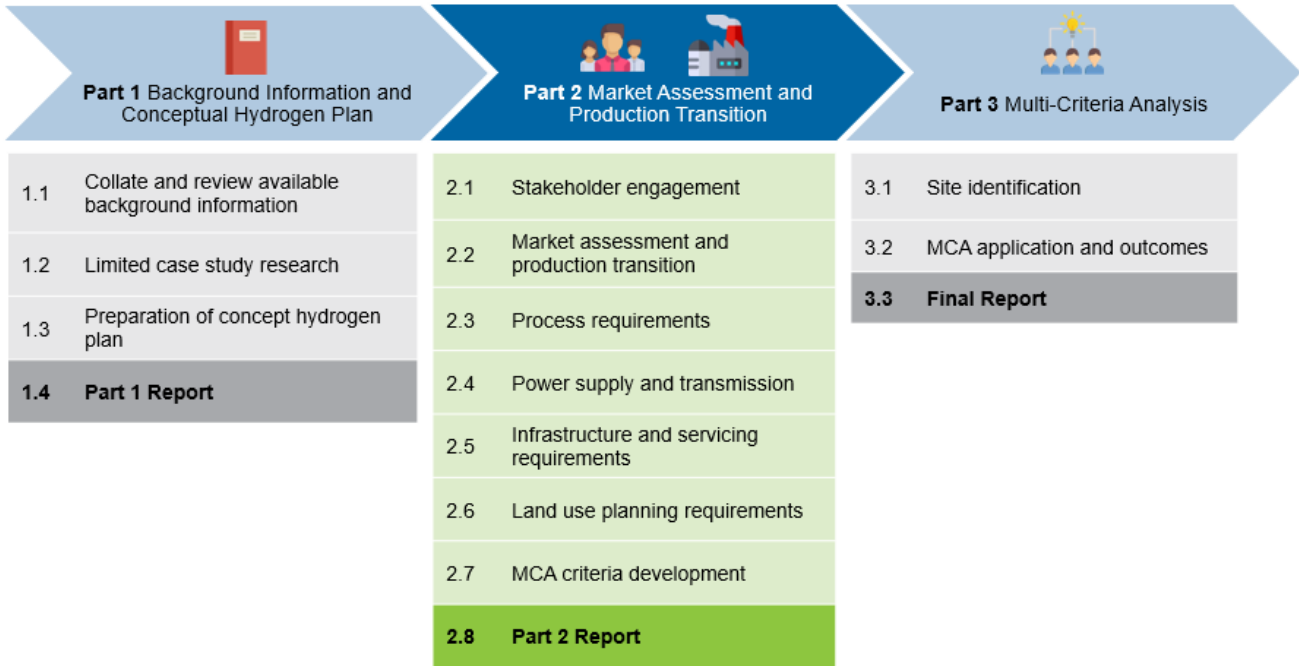 Part 1 Background Information and
Conceptual Hydrogen Plan
1.1 Collate and review available
background information
1.2 Limited case study research
1.3 Preparation of concept hydrogen
plan
1.4 Part 1 Report
Part 2 Market Assessment and
Production Transition
2.1 Stakeholder engagement
2.2 Market assessment and
production transition
2.3 Process requirements
2.4 Power supply and transmission
2.5 Infrastructure and servicing
requirements
2.6 Land use planning requirements
2.7 MCA criteria development
2.8 Part 2 Report
Part 3 Multi-Criteria Analysis
3.1 Site identification
3.2 MCA application and outcomes
3.3 Final Report